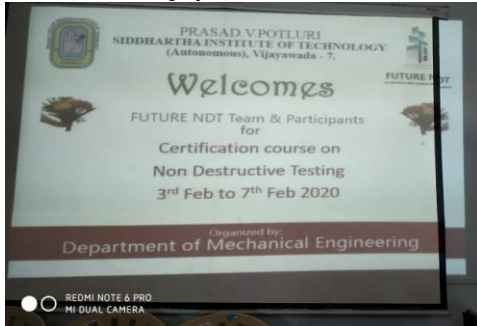 PRASAD.V.POTLURI
SIDDHARTHA INSTITUTE OF TECHNOLOGY
(Autonomous), Vijayawada - 7.
FUTURE NDT
Welcomes
FUTURE NDT Team & Participants
for
Certification course on
Non Destructive Testing
3rd Feb to 7th Feb 2020
Organized by:
Department of Mechanical Engineering
REDMI NOTE 6 PRO
MI DUAL CAMERA